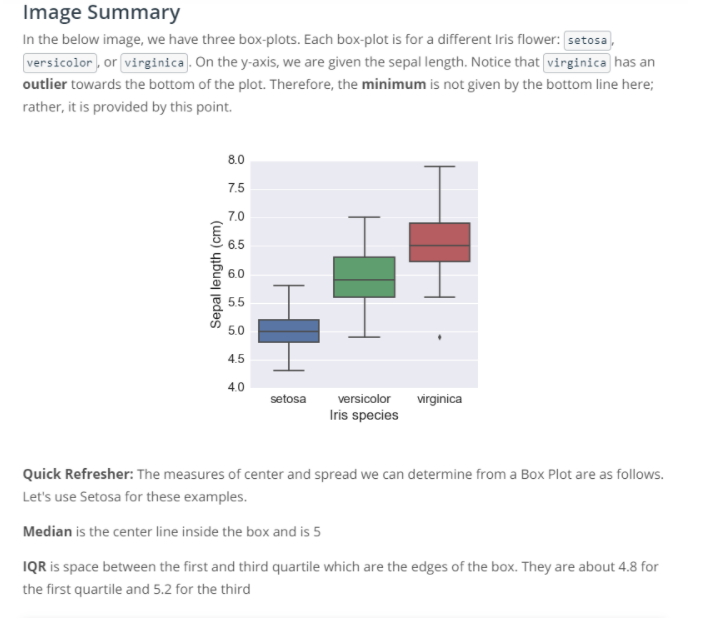 Image Summary
In the below image, we have three box-plots. Each box-plot is for a different Iris flower: setosa,
versicolor, or virginica. On the y-axis, we are given the sepal length. Notice that virginica has an
outlier towards the bottom of the plot. Therefore, the minimum is not given by the bottom line here;
rather, it is provided by this point.
8.0
7.5
7.0
6.5
6.0
5.5
5.0
4.5
4.0
Sepal length (cm)
setosa versicolor virginica
Iris species
Quick Refresher: The measures of center and spread we can determine from a Box Plot are as follows.
Let's use Setosa for these examples.
Median is the center line inside the box and is 5
IQR is space between the first and third quartile which are the edges of the box. They are about 4.8 for
the first quartile and 5.2 for the third